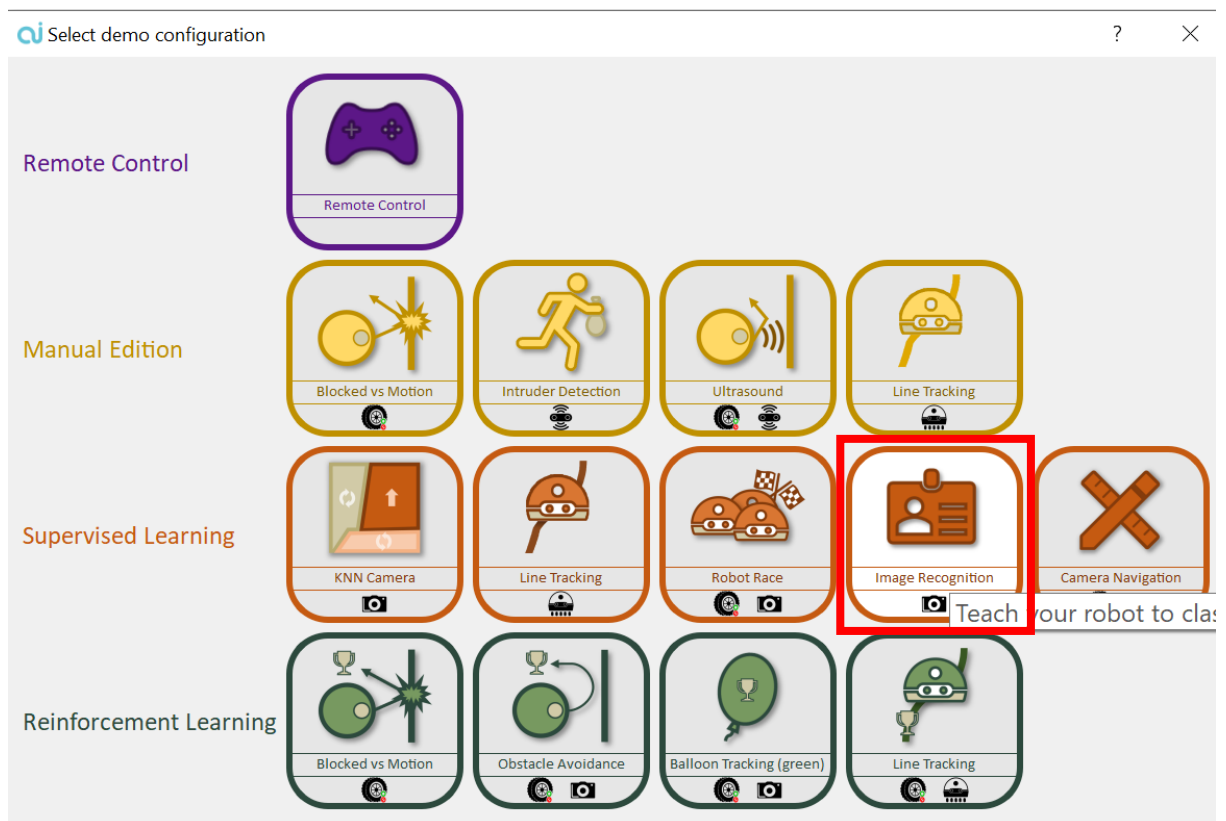 Select demo configuration ?
Remote Control
Remote Control
Manual Edition
Blocked vs Motion
Intruder Detection
Ultrasound
Line Tracking
Supervised Learning
KNN Camera
Line Tracking
Robot Race
Image Recognition
Camera Navigation
Teach your robot to clas
Reinforcement Learning
Blocked vs Motion
Obstacle Avoidance
Balloon Tracking (green)
Line Tracking